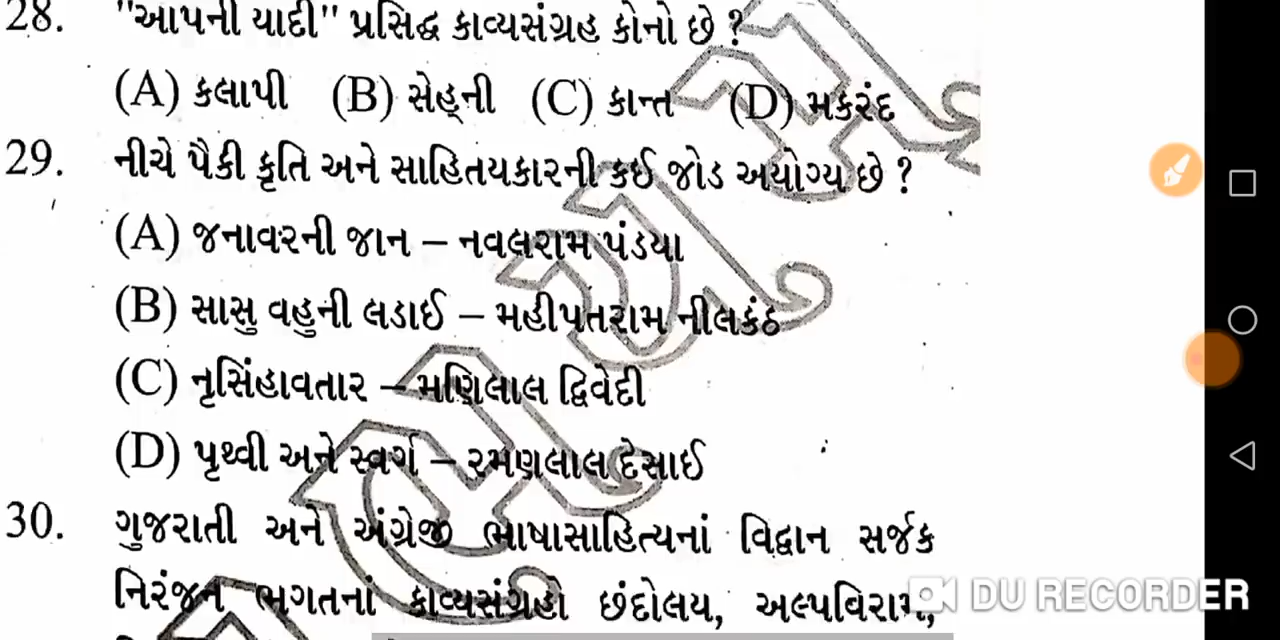 28. "આપની યાદી" પ્રસિદ્ધ કાવ્યસંગ્રહ કોનો છે ?
(A) કલાપી (B) સેહ્ની (C) કાન્ત (D) મકરંદ
29. નીચે પૈકી કૃતિ અને સાહિતયકારની કઈ જોડ અયોગ્ય છે ?
(A) જનાવરની જાન – નવલરામ પંડયા
(B) સાસુ વહુની લડાઈ – મહીપતરામ નીલકંઠ
(C) નૃસિંહાવતાર – મણિલાલ દ્વિવેદી
(D) પૃથ્વી અને સ્વર્ગ – રમણલાલ દેસાઈ
30. ગુજરાતી અને અંગ્રેજી ભાષાસાહિત્યનાં વિદ્વાન સર્જક
નિરંજન ભગતનાં કાવ્યસંગ્રહો છંદોલય, અલ્પવિરામ,
DU RECORDER